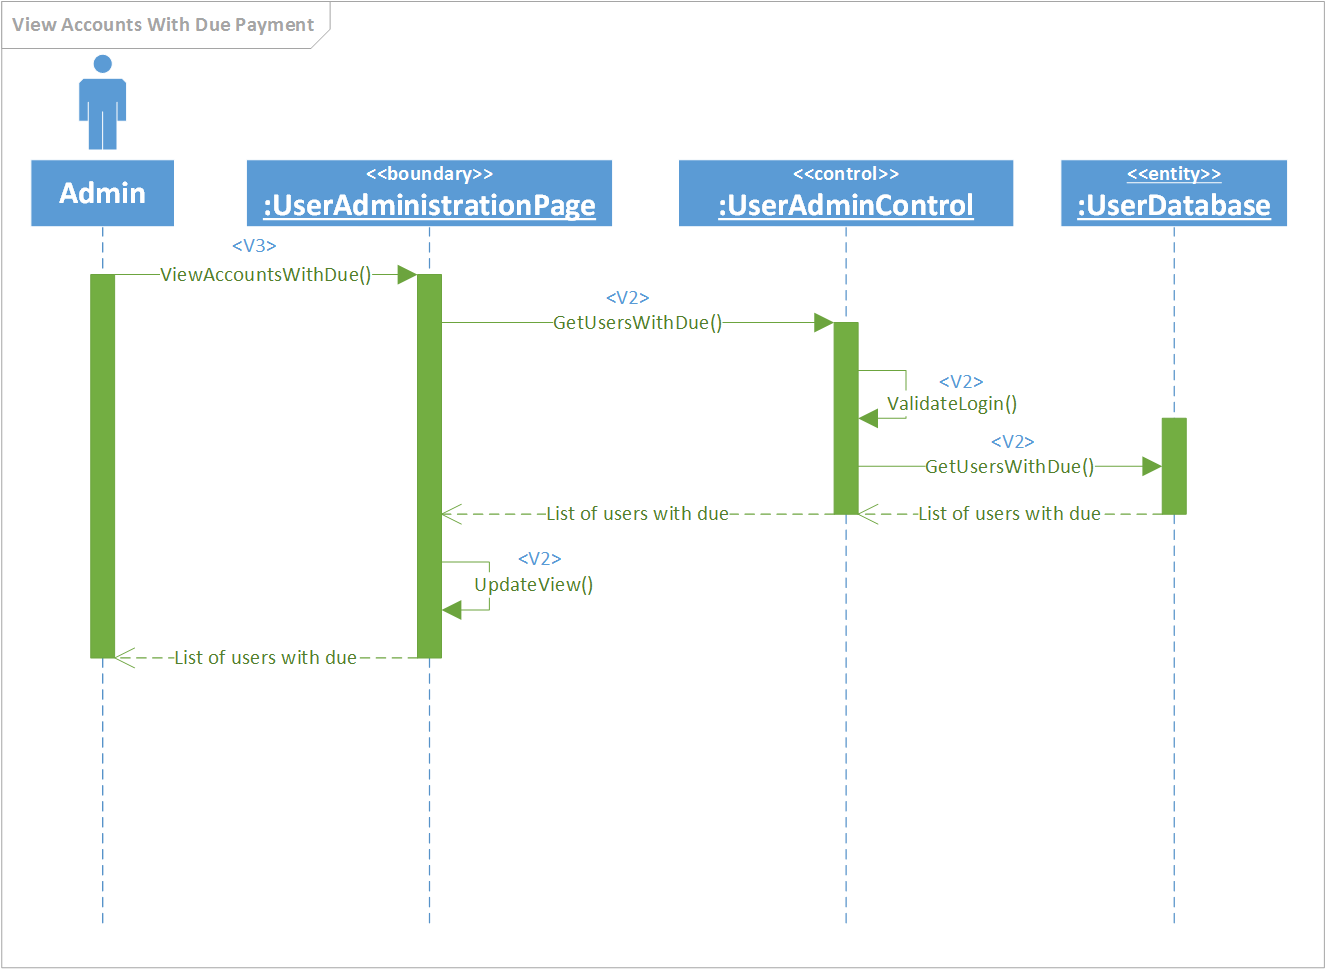 View Accounts With Due Payment
Admin
<<boundary>>
:UserAdministrationPage
<<control>>
:UserAdminControl
<<entity>>
:UserDatabase
<V3>
ViewAccountsWithDue()
<V2>
GetUsersWithDue()
<V2>
ValidateLogin()
<V2>
GetUsersWithDue()
List of users with due
List of users with due
<V2>
UpdateView()
List of users with due